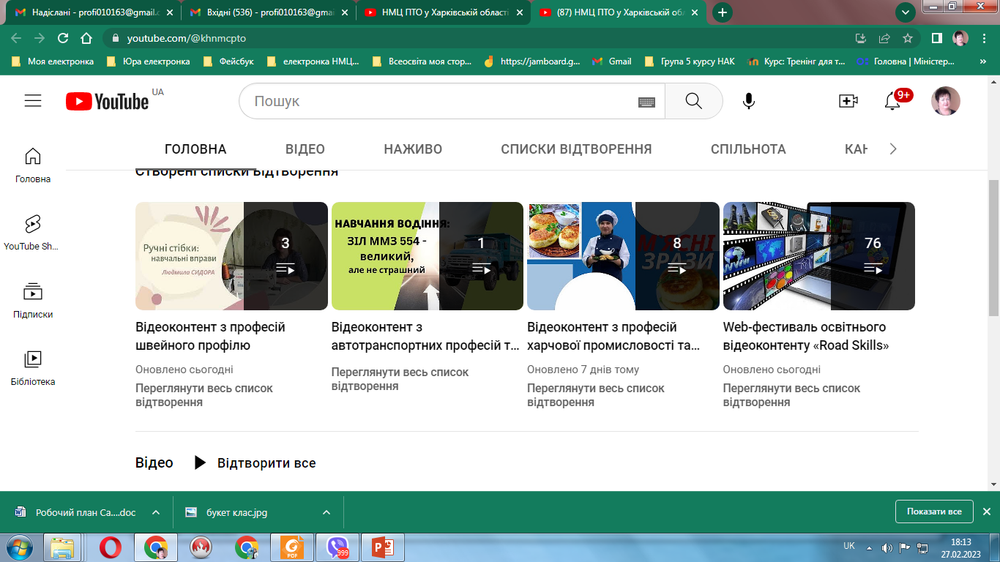 Надіслані - profi010163@gmail.c
Вхідні (536) - profi010163@gmai
НМЦ ПТО у Харківській області
(87) НМЦ ПТО у Харківській обл
youtube.com/@khnmcpto
Моя електронка
Юра електронка
Фейсбук
електронка НМЦ...
Всеосвіта моя стор...
https://jamboard.g...
Gmail
Група 5 курсу НАК
Курс: Тренінг для т...
Головна | Міністер...
»
YouTube UA
Пошук
9+
ГОЛОВНА
ВІДЕО
НАЖИВО
СПИСКИ ВІДТВОРЕННЯ
СПІЛЬНОТА
КАН
Головна
YouTube Sh...
Підписки
Бібліотека
Створені списки відтворення
Ручні стібки:
навчальні вправи
Людмила СИДОРА
3
НАВЧАННЯ ВОДІННЯ:
ЗІЛ ММЗ 554 -
великий,
але не страшний
1
М'ЯСНІ
ЗРАЗИ
8
76
Відеоконтент з професій
швейного профілю
Оновлено сьогодні
Переглянути весь список
відтворення
Відеоконтент з
автотранспортних професій т...
Переглянути весь список
відтворення
Відеоконтент з професій
харчової промисловості та...
Оновлено 7 днів тому
Переглянути весь список
відтворення
Web-фестиваль освітнього
відеоконтенту «Road Skills»
Оновлено сьогодні
Переглянути весь список
відтворення
Відео
Відтворити все
Робочий план Са....doc
букет клас.jpg
Показати все
PDF
999
UK
18:13
27.02.2023